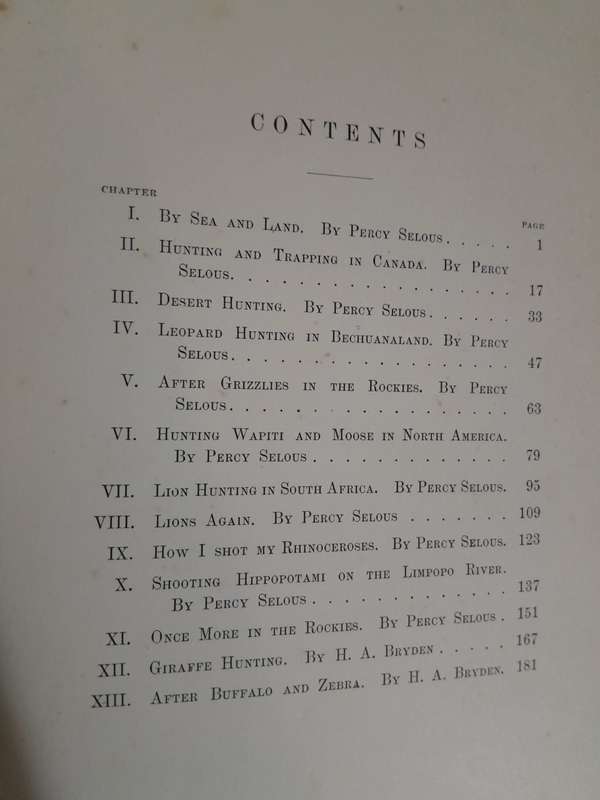 CONTENTS
CHAPTER
PAGE
I. BY SEA AND LAND. BY PERCY SELOUS . . . . . 1
II. HUNTING AND TRAPPING IN CANADA. BY PERCY
SELOUS. . . . . . . . . . . . . . . . . . 17
III. DESERT HUNTING. BY PERCY SELOUS . . . . . . 33
IV. LEOPARD HUNTING IN BECHUANALAND. BY PERCY
SELOUS. . . . . . . . . . . . . . . . . . 47
V. AFTER GRIZZLIES IN THE ROCKIES. BY PERCY
SELOUS. . . . . . . . . . . . . . . . . . 63
VI. HUNTING WAPITI AND MOOSE IN NORTH AMERICA.
BY PERCY SELOUS . . . . . . . . . . . . . 79
VII. LION HUNTING IN SOUTH AFRICA. BY PERCY SELOUS. 95
VIII. LIONS AGAIN. BY PERCY SELOUS . . . . . . . 109
IX. HOW I SHOT MY RHINOCEROSES. BY PERCY SELOUS. 123
X. SHOOTING HIPPOPOTAMI ON THE LIMPOPO RIVER.
BY PERCY SELOUS . . . . . . . . . . . . . 137
XI. ONCE MORE IN THE ROCKIES. BY PERCY SELOUS . 151
XII. GIRAFFE HUNTING. BY H. A. BRYDEN . . . . . 167
XIII. AFTER BUFFALO AND ZEBRA. BY H. A. BRYDEN. 181